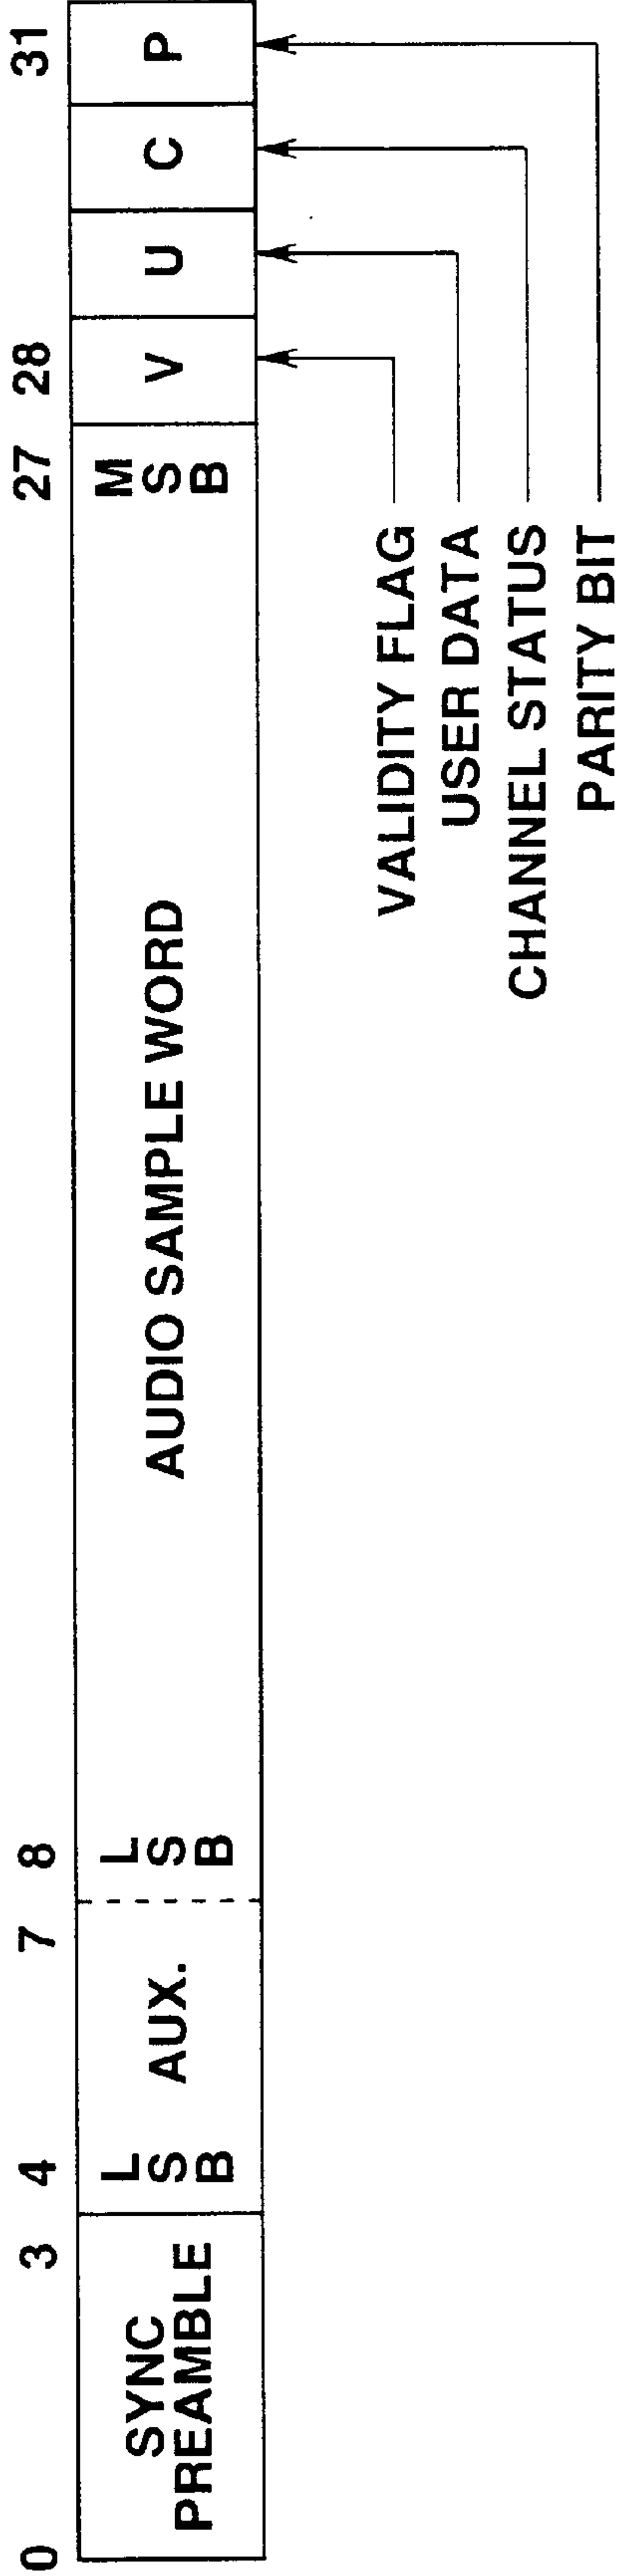 0 3 4 7 8 27 28 31
SYNC
PREAMBLE
L
S
B
AUX.
L
S
B
AUDIO SAMPLE WORD
M
S
B
V
U
C
P
VALIDITY FLAG
USER DATA
CHANNEL STATUS
PARITY BIT